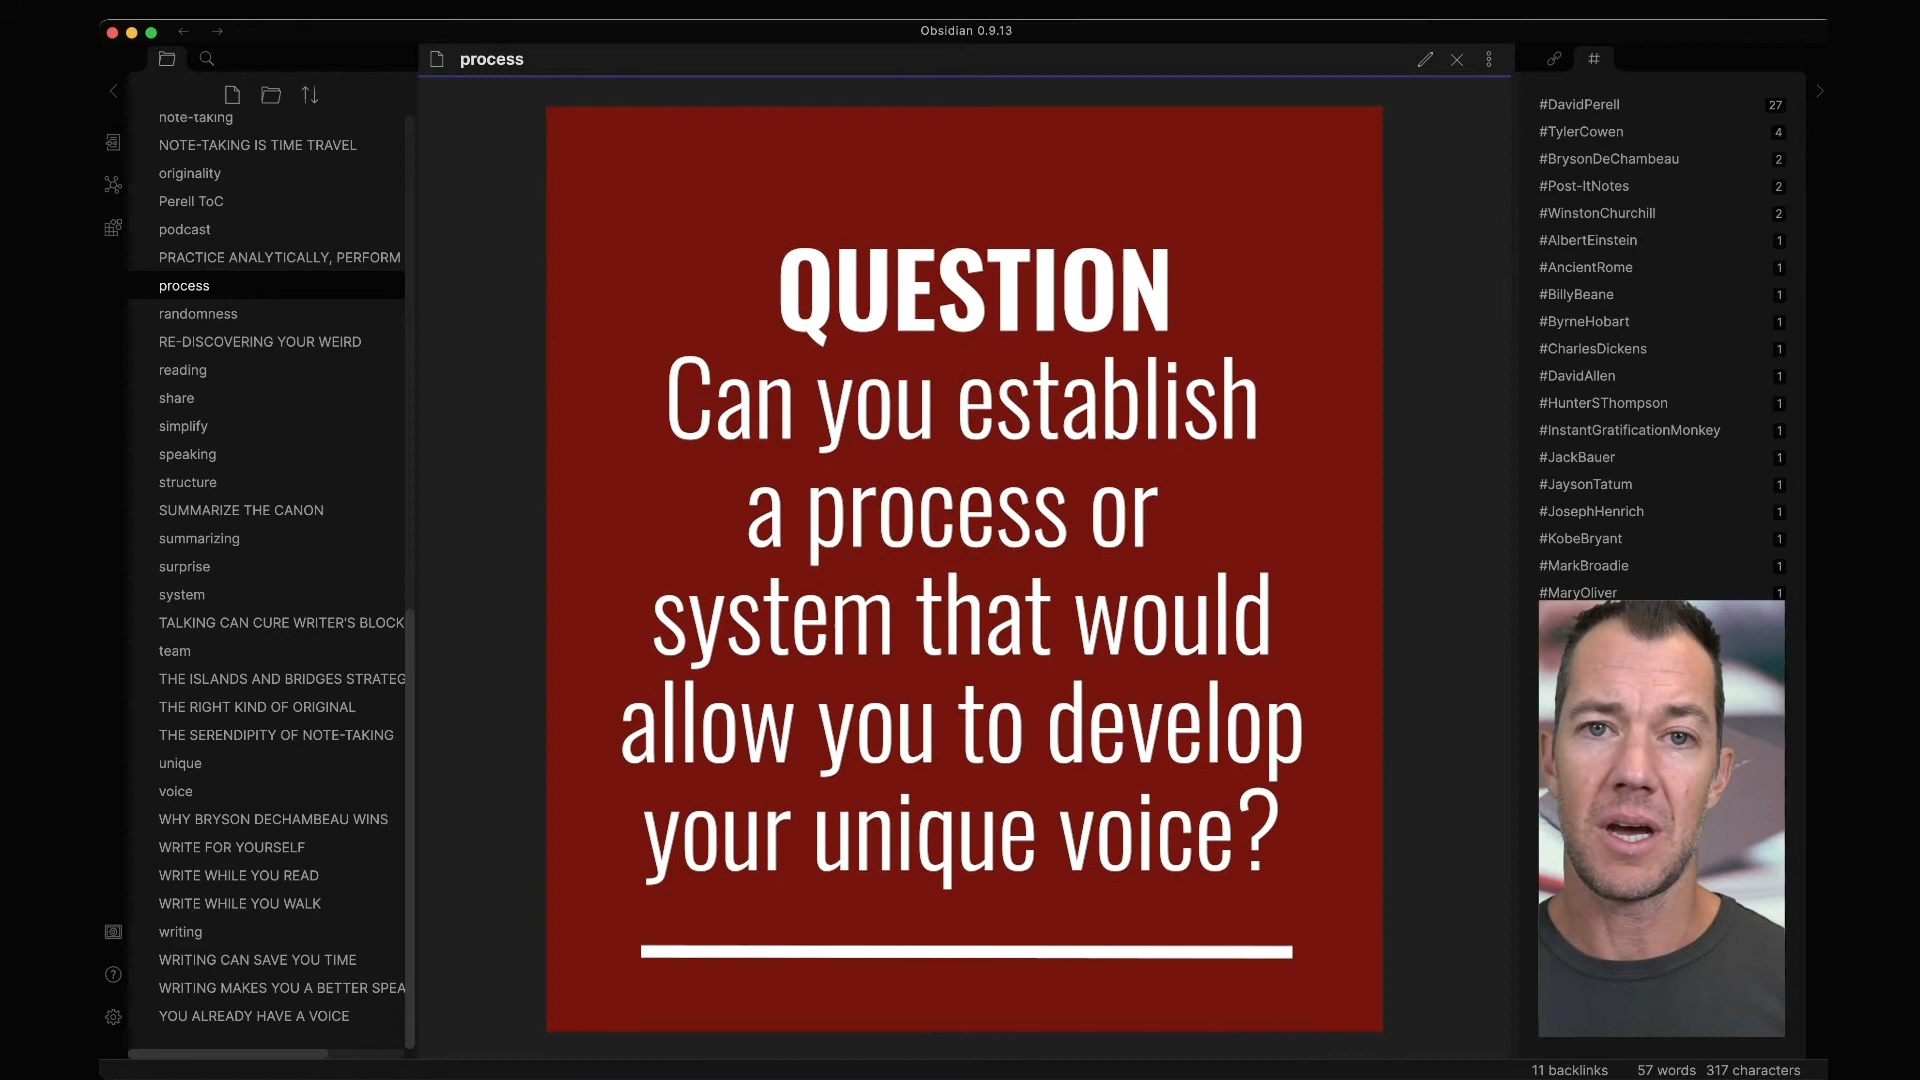 Obsidian 0.9.13
process
note-taking
NOTE-TAKING IS TIME TRAVEL
originality
Perell ToC
podcast
PRACTICE ANALYTICALLY, PERFORM
process
randomness
RE-DISCOVERING YOUR WEIRD
reading
share
simplify
speaking
structure
SUMMARIZE THE CANON
summarizing
surprise
system
TALKING CAN CURE WRITER'S BLOCK
team
THE ISLANDS AND BRIDGES STRATEG
THE RIGHT KIND OF ORIGINAL
THE SERENDIPITY OF NOTE-TAKING
unique
voice
WHY BRYSON DECHAMBEAU WINS
WRITE FOR YOURSELF
WRITE WHILE YOU READ
WRITE WHILE YOU WALK
writing
WRITING CAN SAVE YOU TIME
WRITING MAKES YOU A BETTER SPEA
YOU ALREADY HAVE A VOICE
QUESTION
Can you establish
a process or
system that would
allow you to develop
your unique voice?
#DavidPerell 27
#TylerCowen 4
#BrysonDeChambeau 2
#Post-ItNotes 2
#WinstonChurchill 2
#AlbertEinstein 1
#AncientRome 1
#BillyBeane 1
#ByrneHobart 1
#CharlesDickens 1
#DavidAllen 1
#HunterSThompson 1
#InstantGratificationMonkey 1
#JackBauer 1
#JaysonTatum 1
#JosephHenrich 1
#KobeBryant 1
#MarkBroadie 1
#MaryOliver 1
11 backlinks 57 words 317 characters